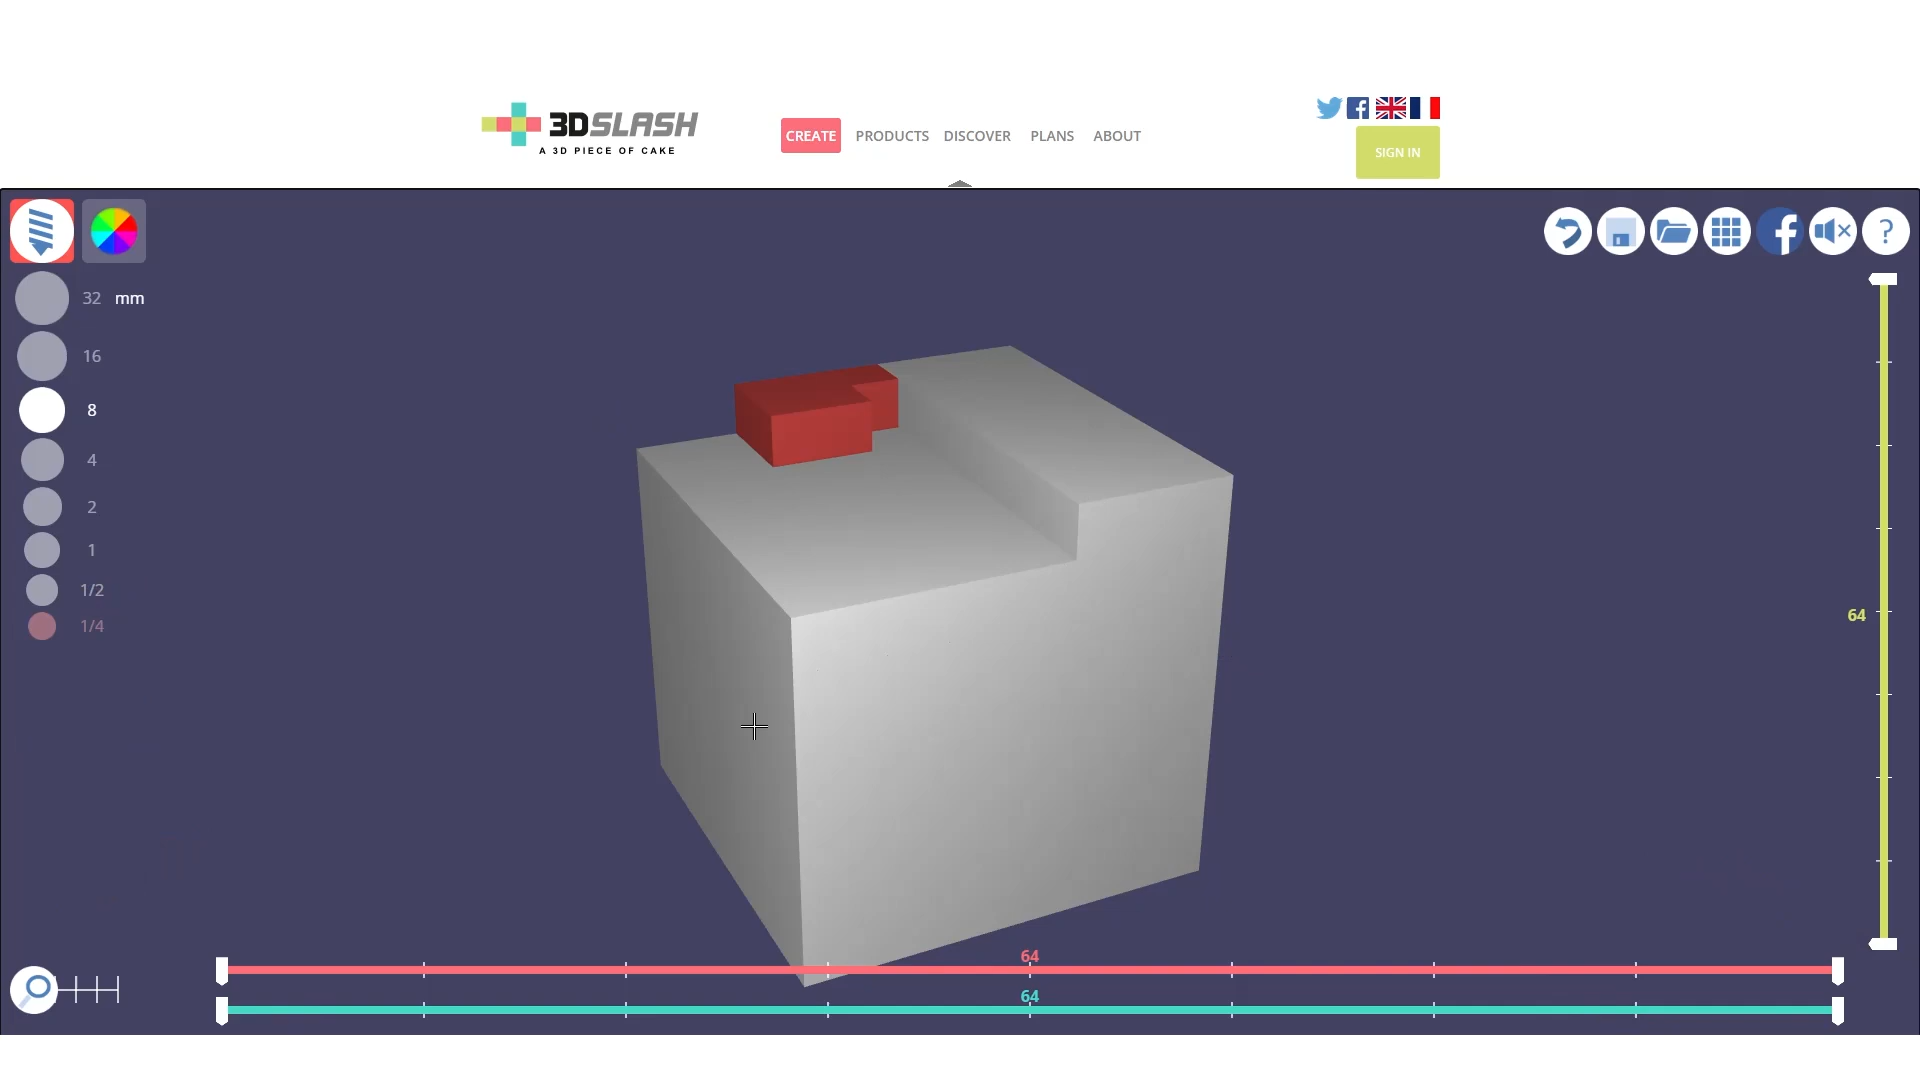 3DSLASH
A 3D PIECE OF CAKE
CREATE PRODUCTS DISCOVER PLANS ABOUT
SIGN IN
32 mm
16
8
4
2
1
1/2
1/4
64
64
64
?